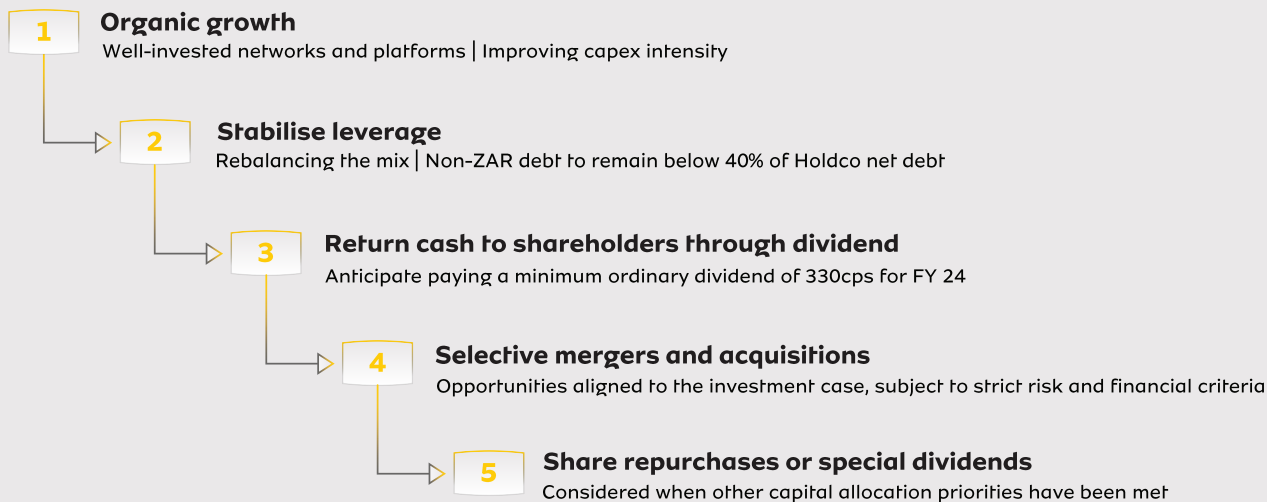 1
Organic growth
Well-invested networks and platforms | Improving capex intensity
2
Stabilise leverage
Rebalancing the mix | Non-ZAR debt to remain below 40% of Holdco net debt
3
Return cash to shareholders through dividend
Anticipate paying a minimum ordinary dividend of 330cps for FY 24
4
Selective mergers and acquisitions
Opportunities aligned to the investment case, subject to strict risk and financial criteria
5
Share repurchases or special dividends
Considered when other capital allocation priorities have been met